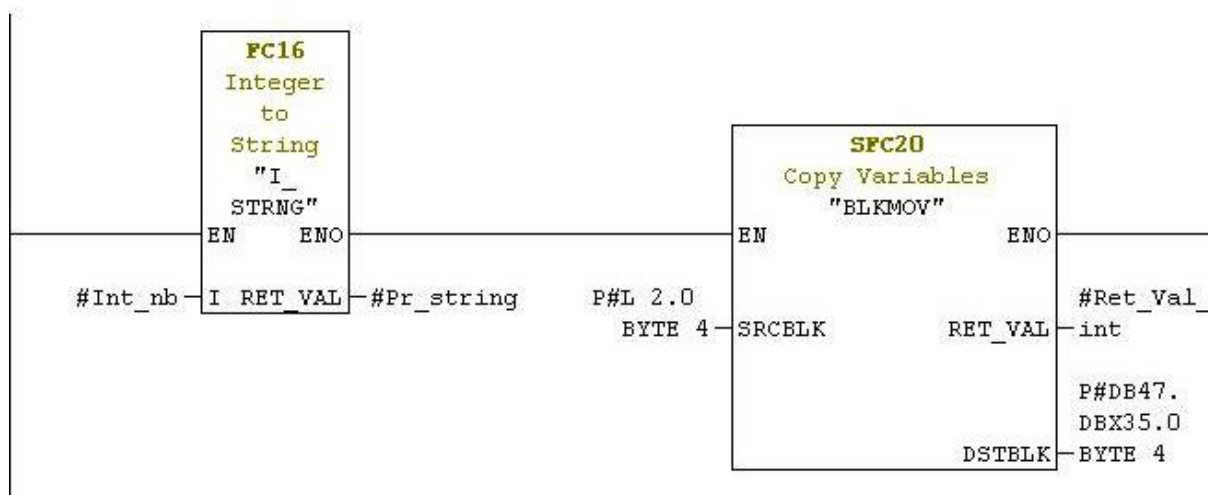 FC16
Integer
to
String
"I_
STRNG"
EN ENO
#Int_nb I RET_VAL #Pr_string
SFC20
Copy Variables
"BLKMOV"
EN ENO
P#L 2.0
BYTE 4 SRCBLK
#Ret_Val_
RET_VAL int
P#DB47.
DBX35.0
DSTBLK BYTE 4